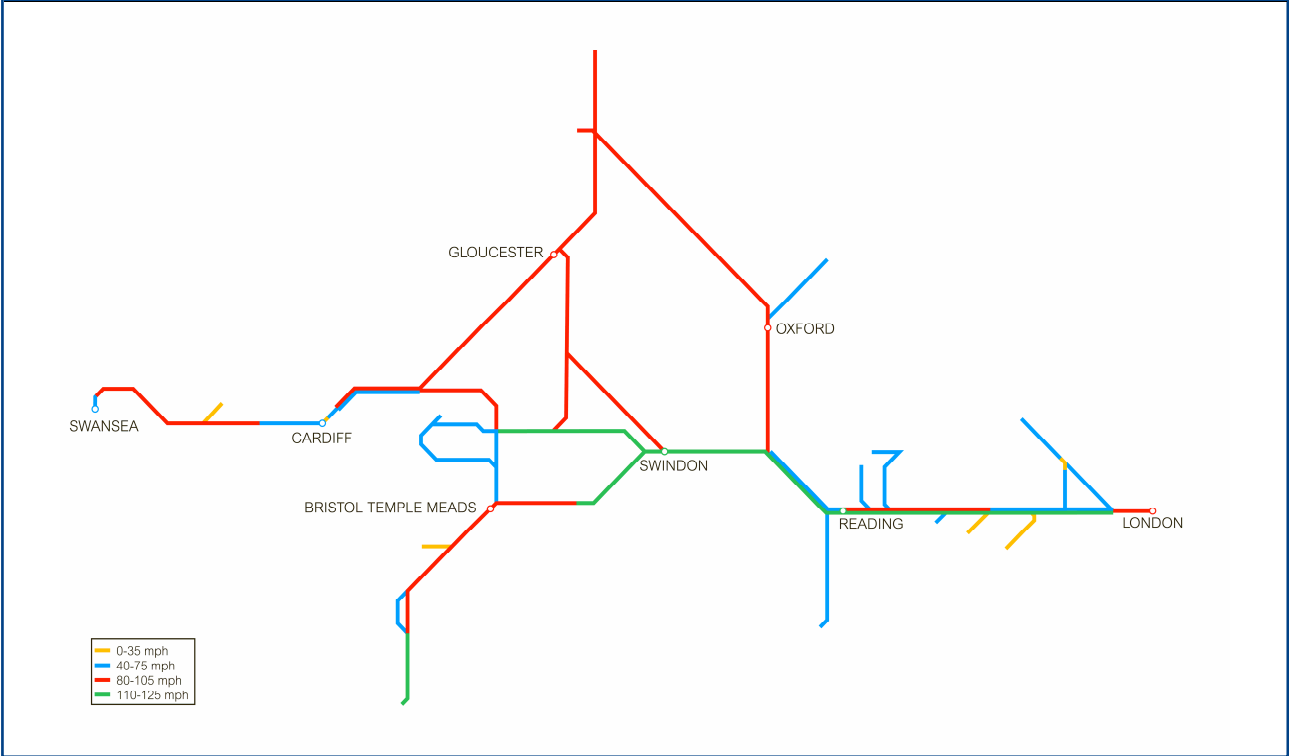 GLOUCESTER
OXFORD
SWANSEA
CARDIFF
SWINDON
BRISTOL TEMPLE MEADS
READING
LONDON
0-35 mph
40-75 mph
80-105 mph
110-125 mph